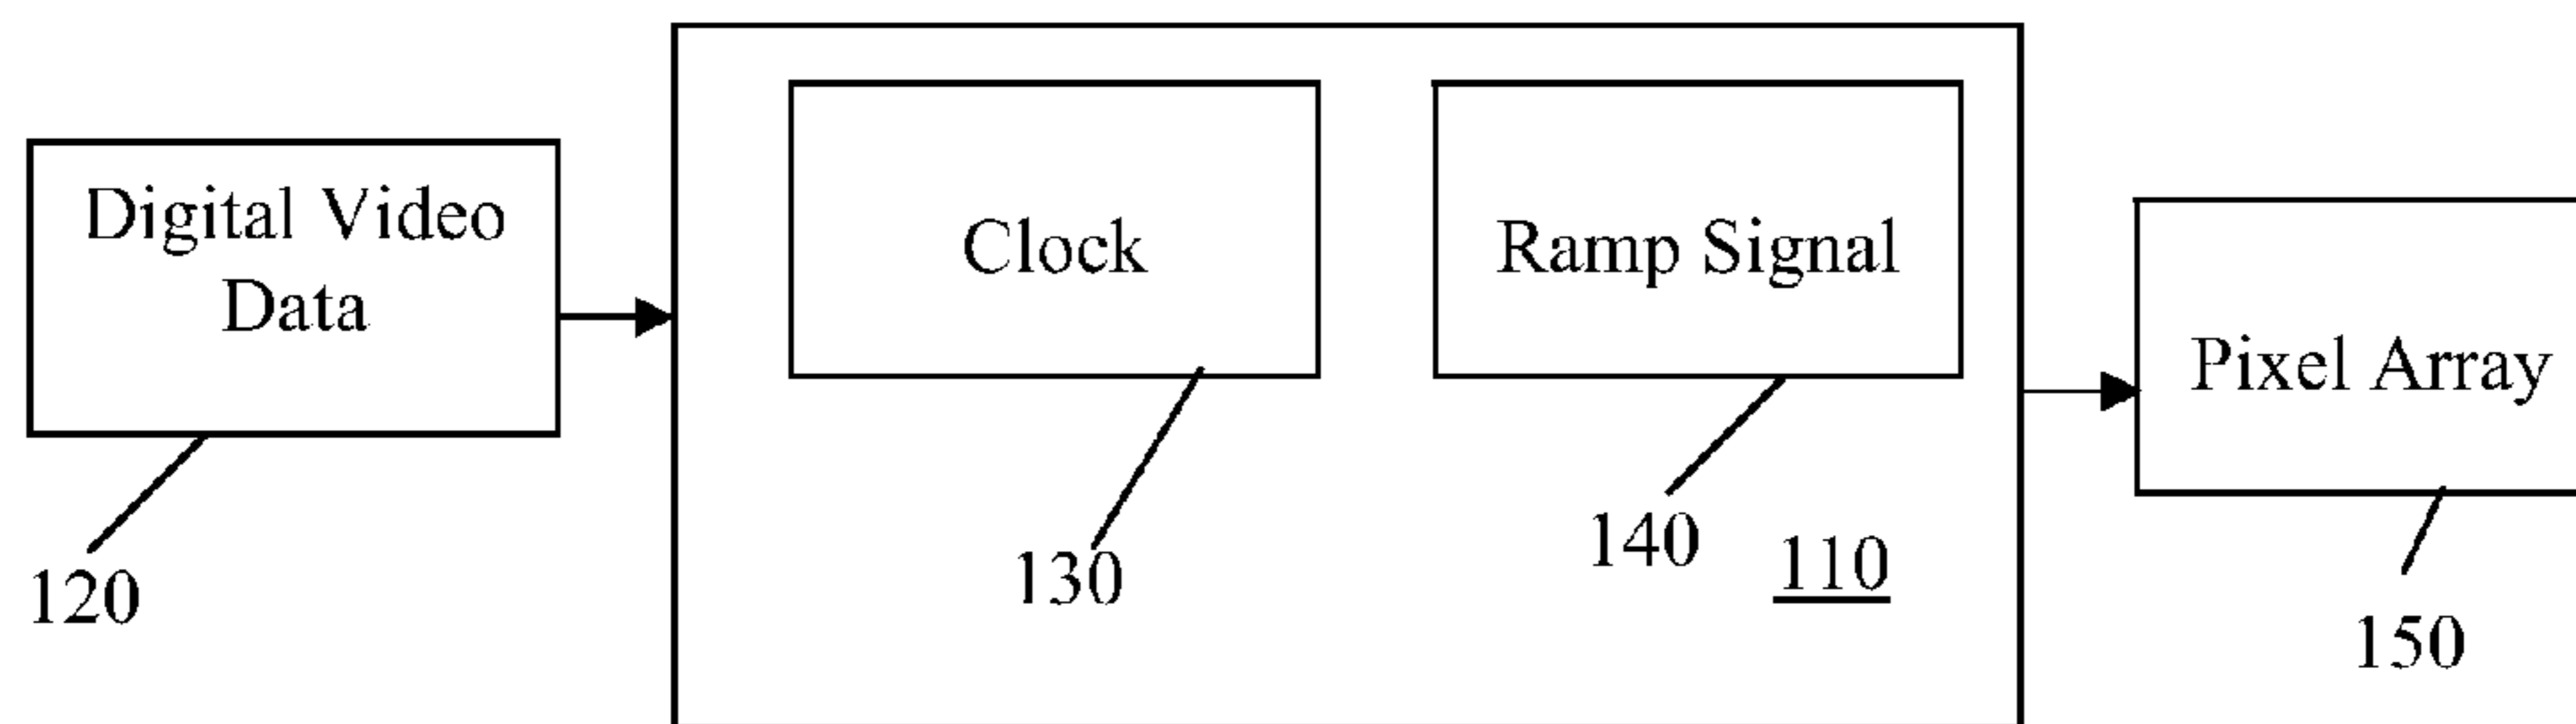 Digital Video
Data
120
Clock
130
Ramp Signal
140
110
Pixel Array
150